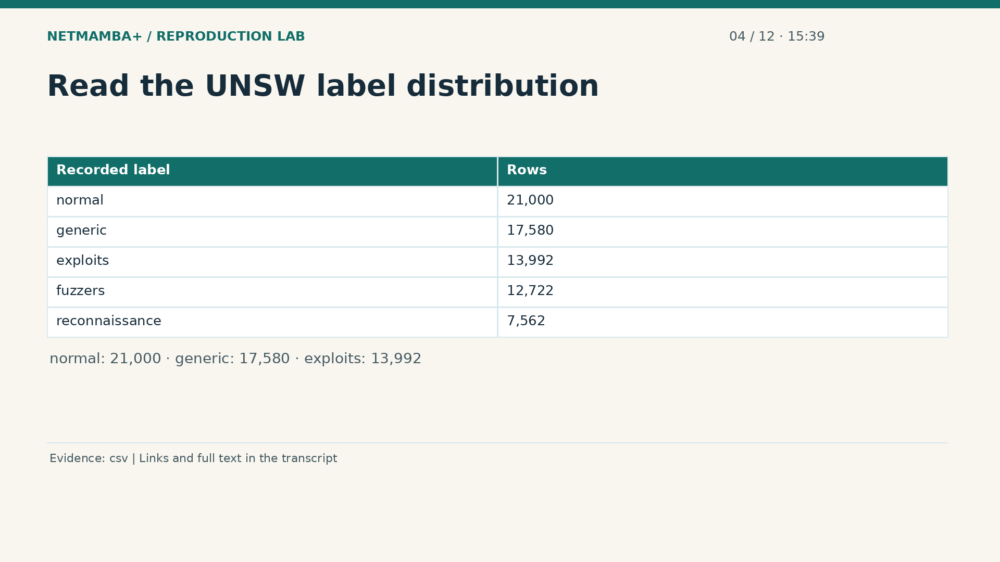 NETMAMBA+ / REPRODUCTION LAB
04 / 12 · 15:39
Read the UNSW label distribution
Recorded label Rows
normal 21,000
generic 17,580
exploits 13,992
fuzzers 12,722
reconnaissance 7,562
normal: 21,000 · generic: 17,580 · exploits: 13,992
Evidence: csv | Links and full text in the transcript